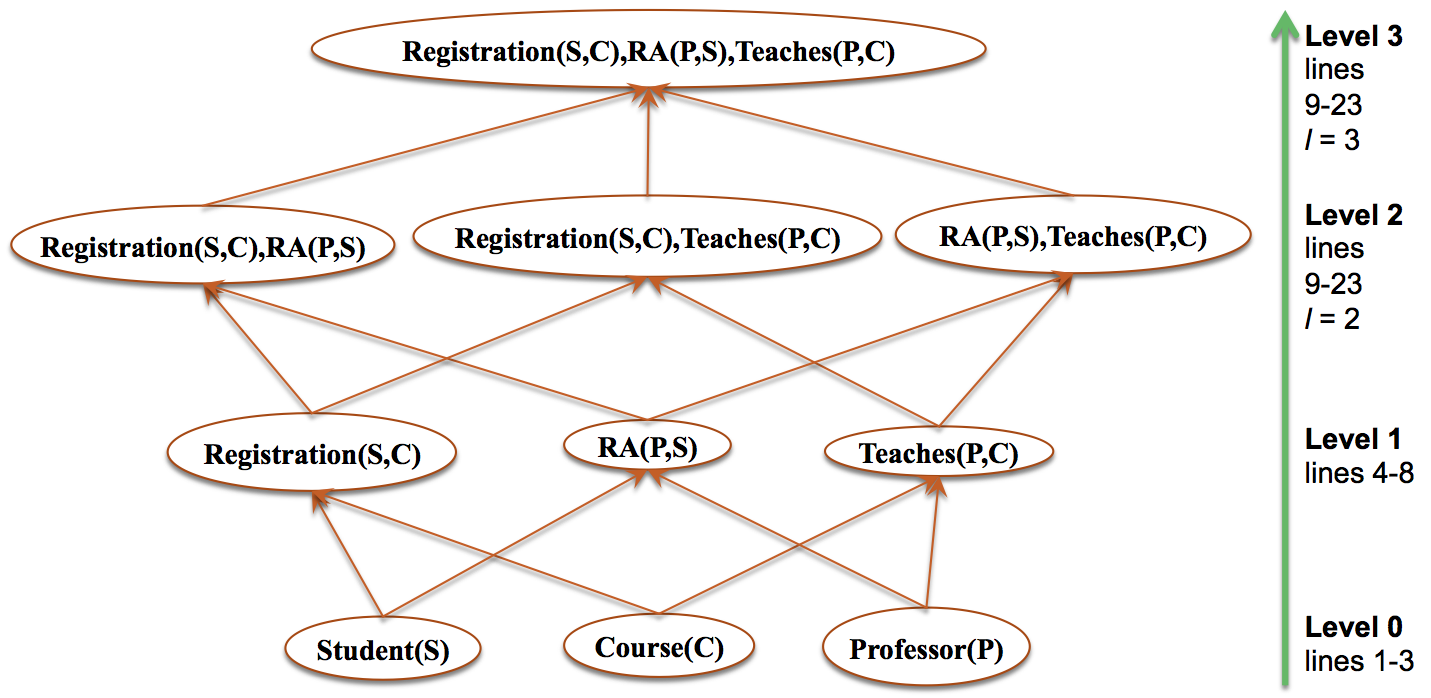 Registration(S,C),RA(P,S),Teaches(P,C)
Level 3
lines
9-23
l = 3
Registration(S,C),RA(P,S)
Registration(S,C),Teaches(P,C)
RA(P,S),Teaches(P,C)
Level 2
lines
9-23
l = 2
Registration(S,C)
RA(P,S)
Teaches(P,C)
Level 1
lines 4-8
Student(S)
Course(C)
Professor(P)
Level 0
lines 1-3